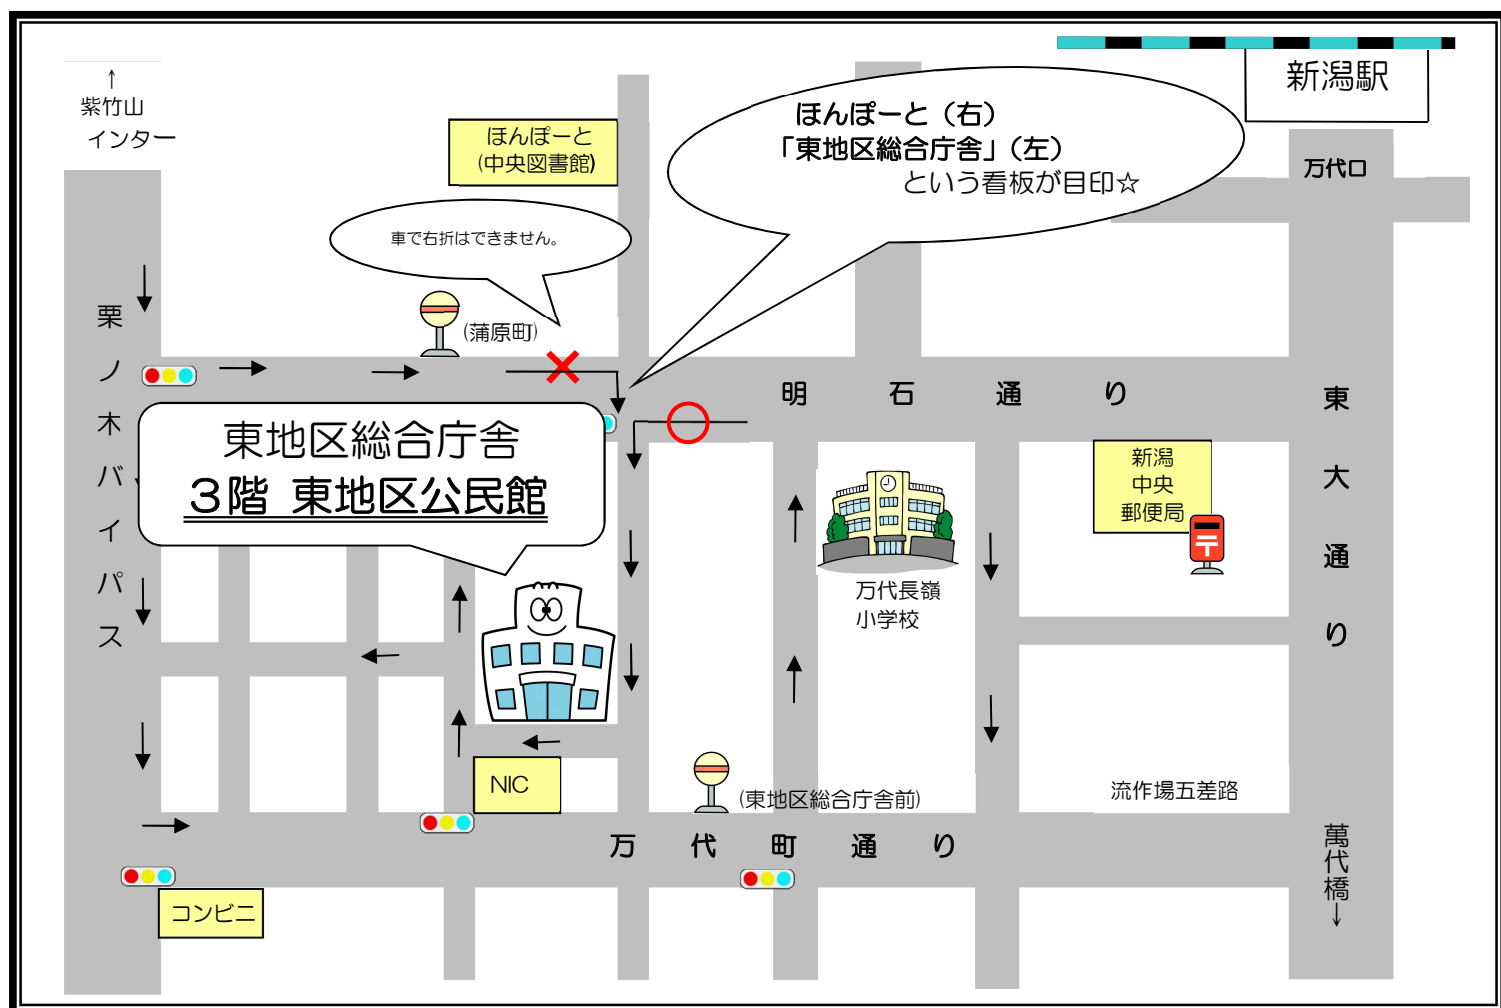 新潟駅
↑
紫竹山
インター
ほんぽーと
(中央図書館)
ほんぽーと（右）
「東地区総合庁舎」（左）
という看板が目印☆
万代口
車で右折はできません。
(蒲原町)
栗ノ木バイパス
明石通り
東大通り
東地区総合庁舎
３階 東地区公民館
新潟
中央
郵便局
〒
万代長嶺
小学校
NIC
(東地区総合庁舎前)
流作場五差路
万代町通り
萬代橋→
コンビニ